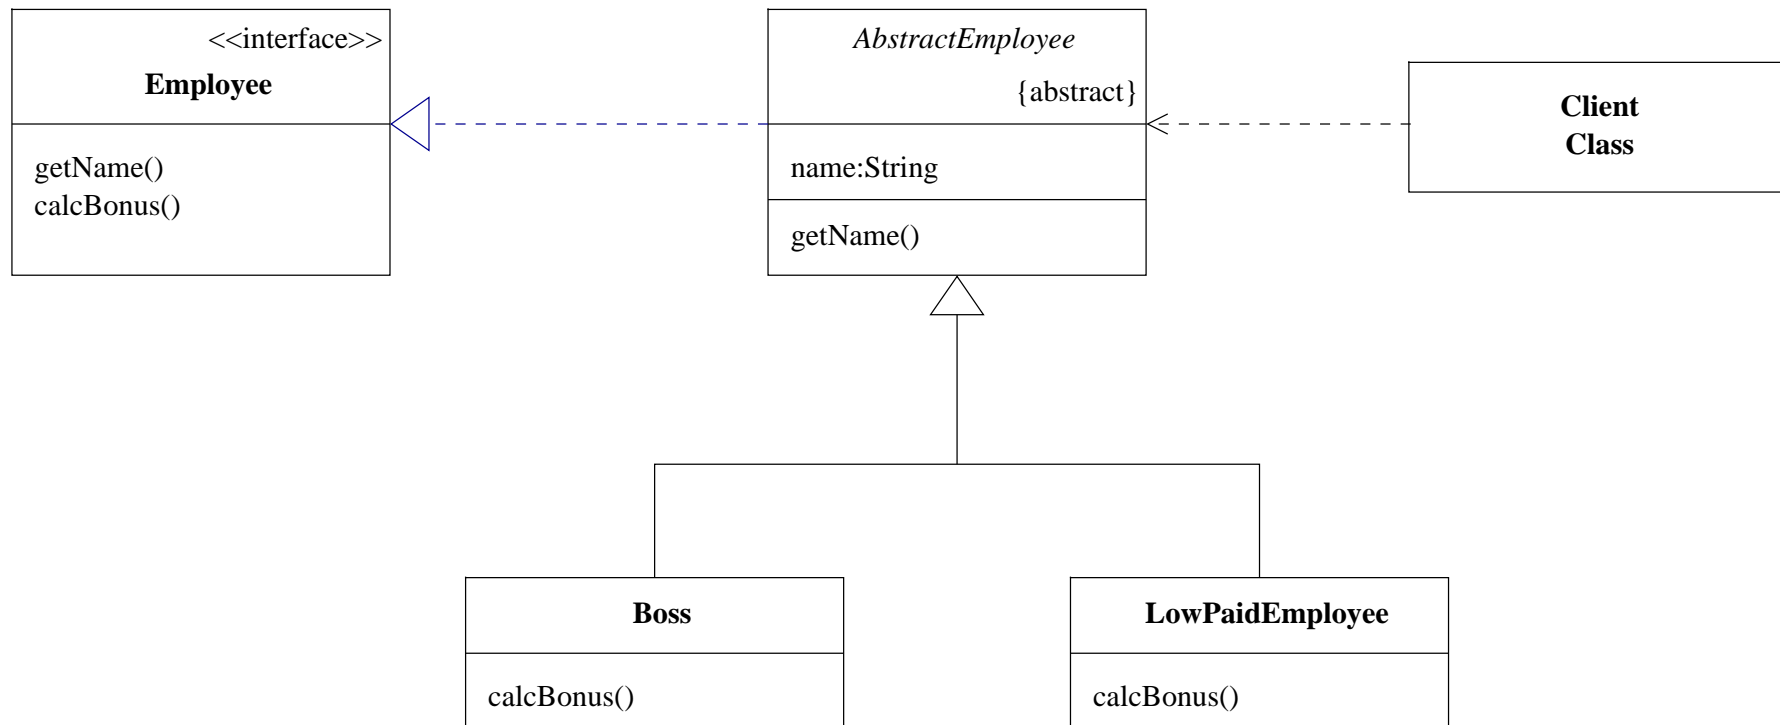 <<interface>>
Employee
getName()
calcBonus()
AbstractEmployee
{abstract}
name:String
getName()
Client
Class
Boss
calcBonus()
LowPaidEmployee
calcBonus()